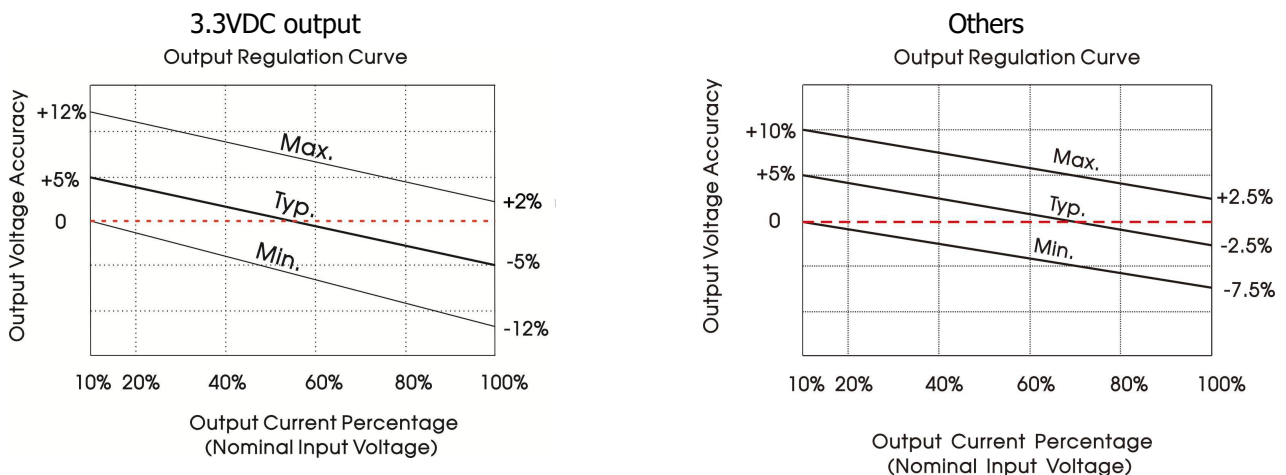 3.3VDC output
Output Regulation Curve
Output Voltage Accuracy
+12%
+5%
0
Max.
Typ.
Min.
+2%
-5%
-12%
10% 20% 40% 60% 80% 100%
Output Current Percentage
(Nominal Input Voltage)
Others
Output Regulation Curve
Output Voltage Accuracy
+10%
+5%
0
Max.
Typ.
Min.
+2.5%
-2.5%
-7.5%
10% 20% 40% 60% 80% 100%
Output Current Percentage
(Nominal Input Voltage)